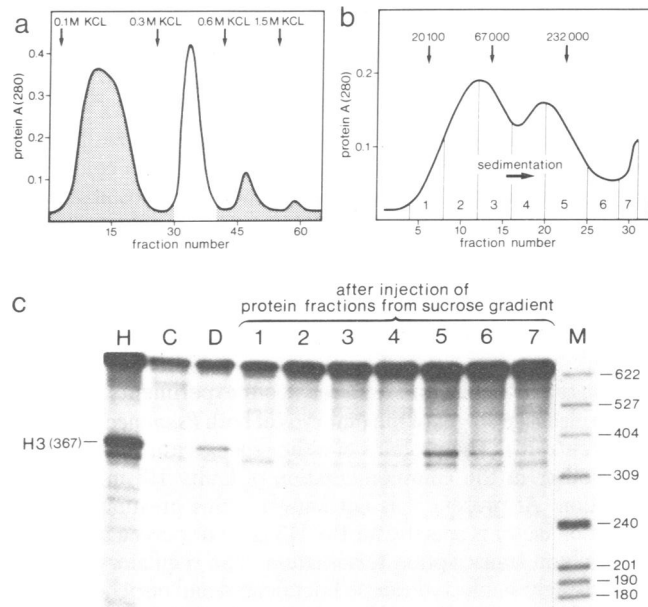 a
0.1M KCL 0.3M KCL 0.6M KCL 1.5M KCL
protein A (280)
0.4
0.3
0.2
0.1
15 30 45 60
fraction number
b
20100 67000 232000
protein A (280)
0.2
0.1
sedimentation
1 2 3 4 5 6 7
5 10 15 20 25 30
fraction number
c
after injection of
protein fractions from sucrose gradient
H C D 1 2 3 4 5 6 7 M
H3 (367)
622
527
404
309
240
201
190
180